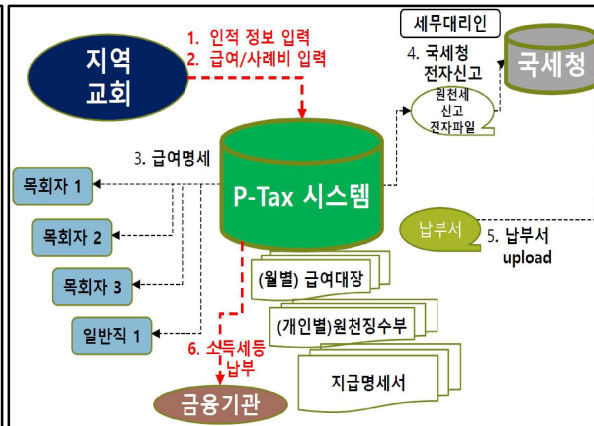 지역
교회
1. 인적 정보 입력
2. 급여/사례비 입력
세무대리인
4. 국세청
전자신고
국세청
원천세
신고
전자파일
3. 급여명세
P-Tax 시스템
목회자 1
목회자 2
목회자 3
일반직 1
납부서
5. 납부서
upload
(월별) 급여대장
(개인별)원천징수부
지급명세서
6. 소득세등
납부
금융기관